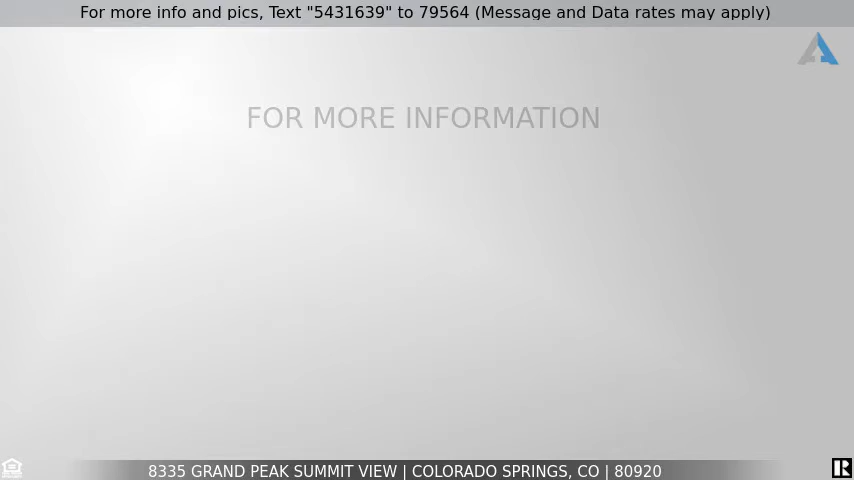 For more info and pics, Text "5431639" to 79564 (Message and Data rates may apply)
FOR MORE INFORMATION
8335 GRAND PEAK SUMMIT VIEW | COLORADO SPRINGS, CO | 80920